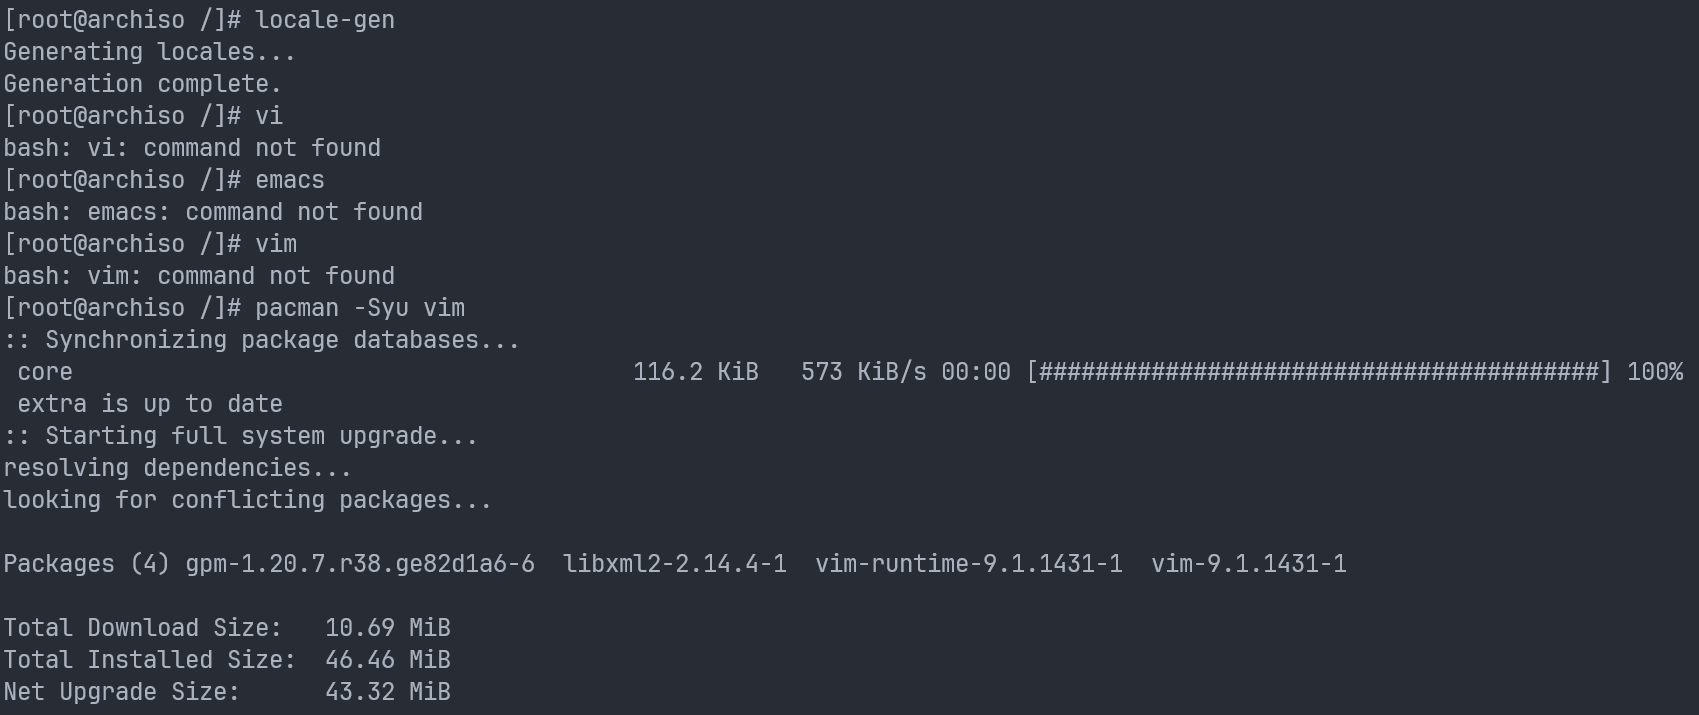 [root@archiso /]# locale-gen
Generating locales...
Generation complete.
[root@archiso /]# vi
bash: vi: command not found
[root@archiso /]# emacs
bash: emacs: command not found
[root@archiso /]# vim
bash: vim: command not found
[root@archiso /]# pacman -Syu vim
:: Synchronizing package databases...
 core                                        116.2 KiB   573 KiB/s 00:00 [########################################] 100%
 extra is up to date
:: Starting full system upgrade...
resolving dependencies...
looking for conflicting packages...

Packages (4) gpm-1.20.7.r38.ge82d1a6-6  libxml2-2.14.4-1  vim-runtime-9.1.1431-1  vim-9.1.1431-1

Total Download Size:   10.69 MiB
Total Installed Size:  46.46 MiB
Net Upgrade Size:      43.32 MiB